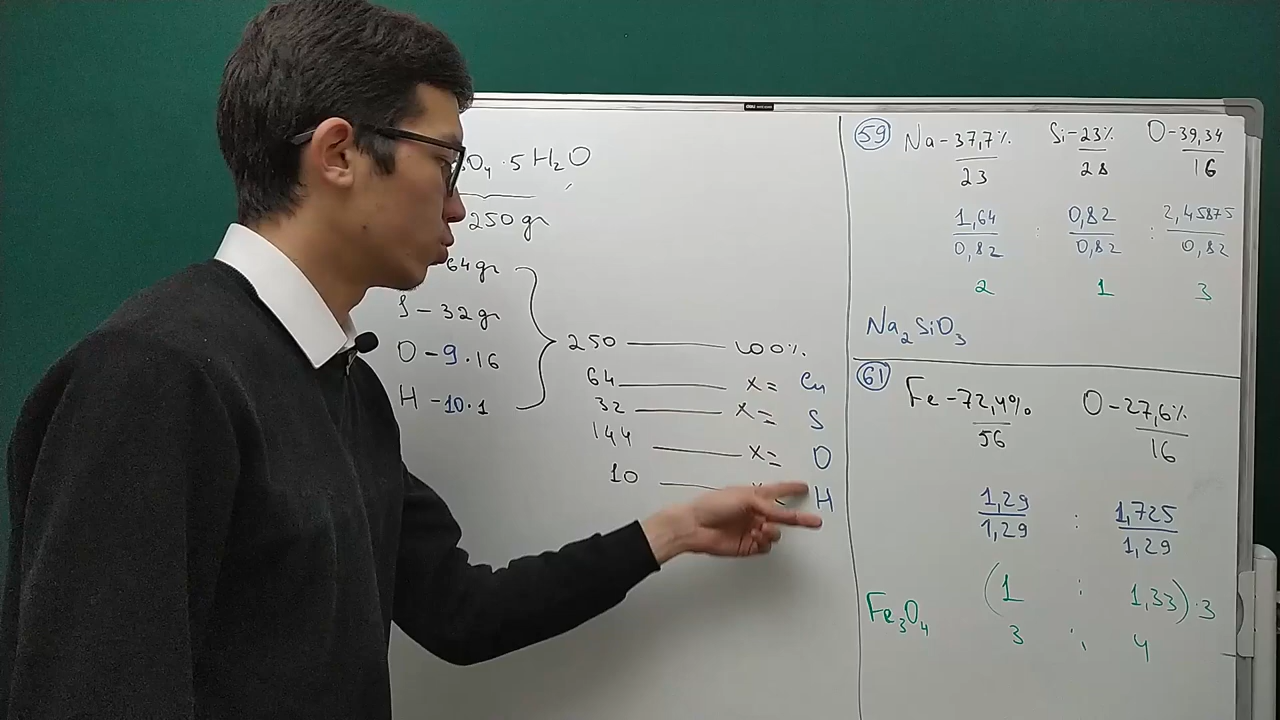 O₄ · 5 H₂O
250 gr
64 gr
S - 32 gr
O - 9 · 16
H - 10 · 1
250 — 100%
64 — x = Cu
32 — x = S
144 — x = O
10 — x = H
59 Na - 37,7% Si - 23% O - 39,34
23 28 16
1,64 : 0,82 : 2,45875
0,82 0,82 0,82
2 1 3
Na₂SiO₃
61 Fe - 72,4% O - 27,6%
56 16
1,29 : 1,725
1,29 1,29
(1 : 1,33) · 3
Fe₃O₄ 3 : 4